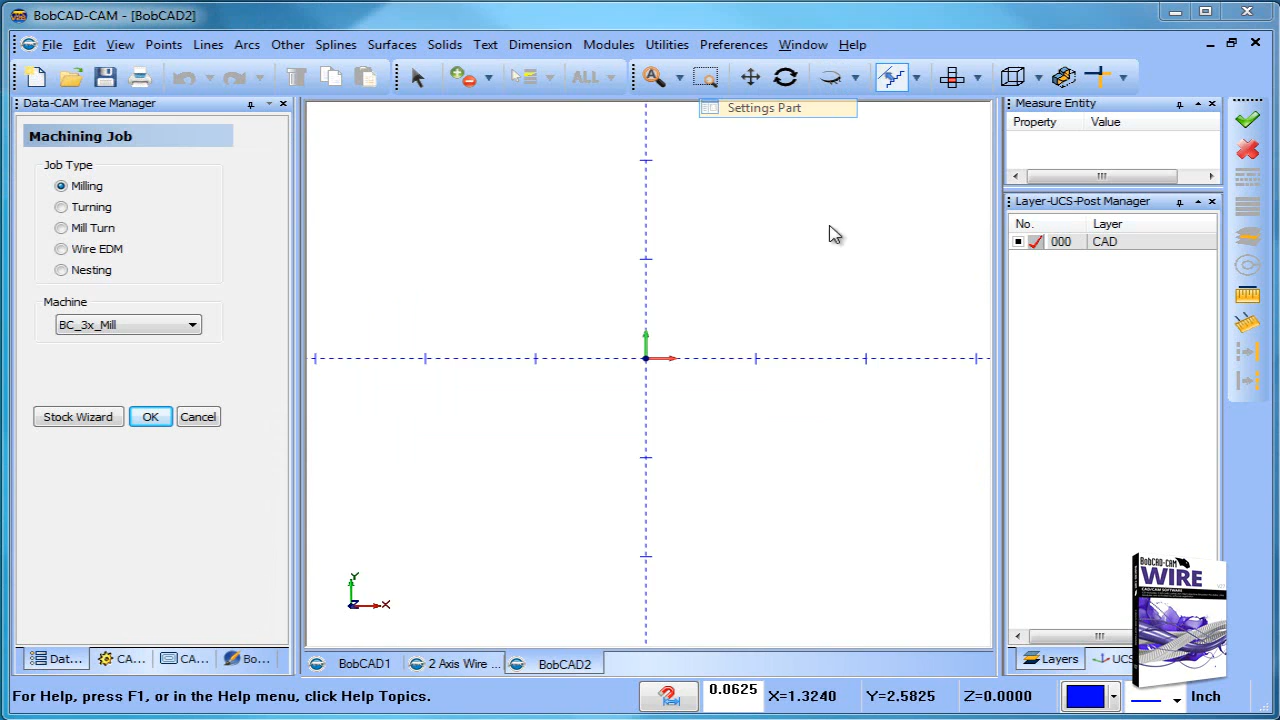 BobCAD-CAM - [BobCAD2]
File Edit View Points Lines Arcs Other Splines Surfaces Solids Text Dimension Modules Utilities Preferences Window Help
ALL
Data-CAM Tree Manager
Settings Part
Measure Entity
Property Value
Machining Job
Job Type
Milling
Turning
Mill Turn
Wire EDM
Nesting
Machine
BC_3x_Mill
Stock Wizard OK Cancel
Layer-UCS-Post Manager
No. Layer
000 CAD
Y
Z X
BobCAD-CAM
WIRE
CAD/CAM SOFTWARE
Dat... CA... CA... Bo...
BobCAD1 2 Axis Wire ... BobCAD2
Layers UCS
For Help, press F1, or in the Help menu, click Help Topics. 0.0625 X=1.3240 Y=2.5825 Z=0.0000 Inch